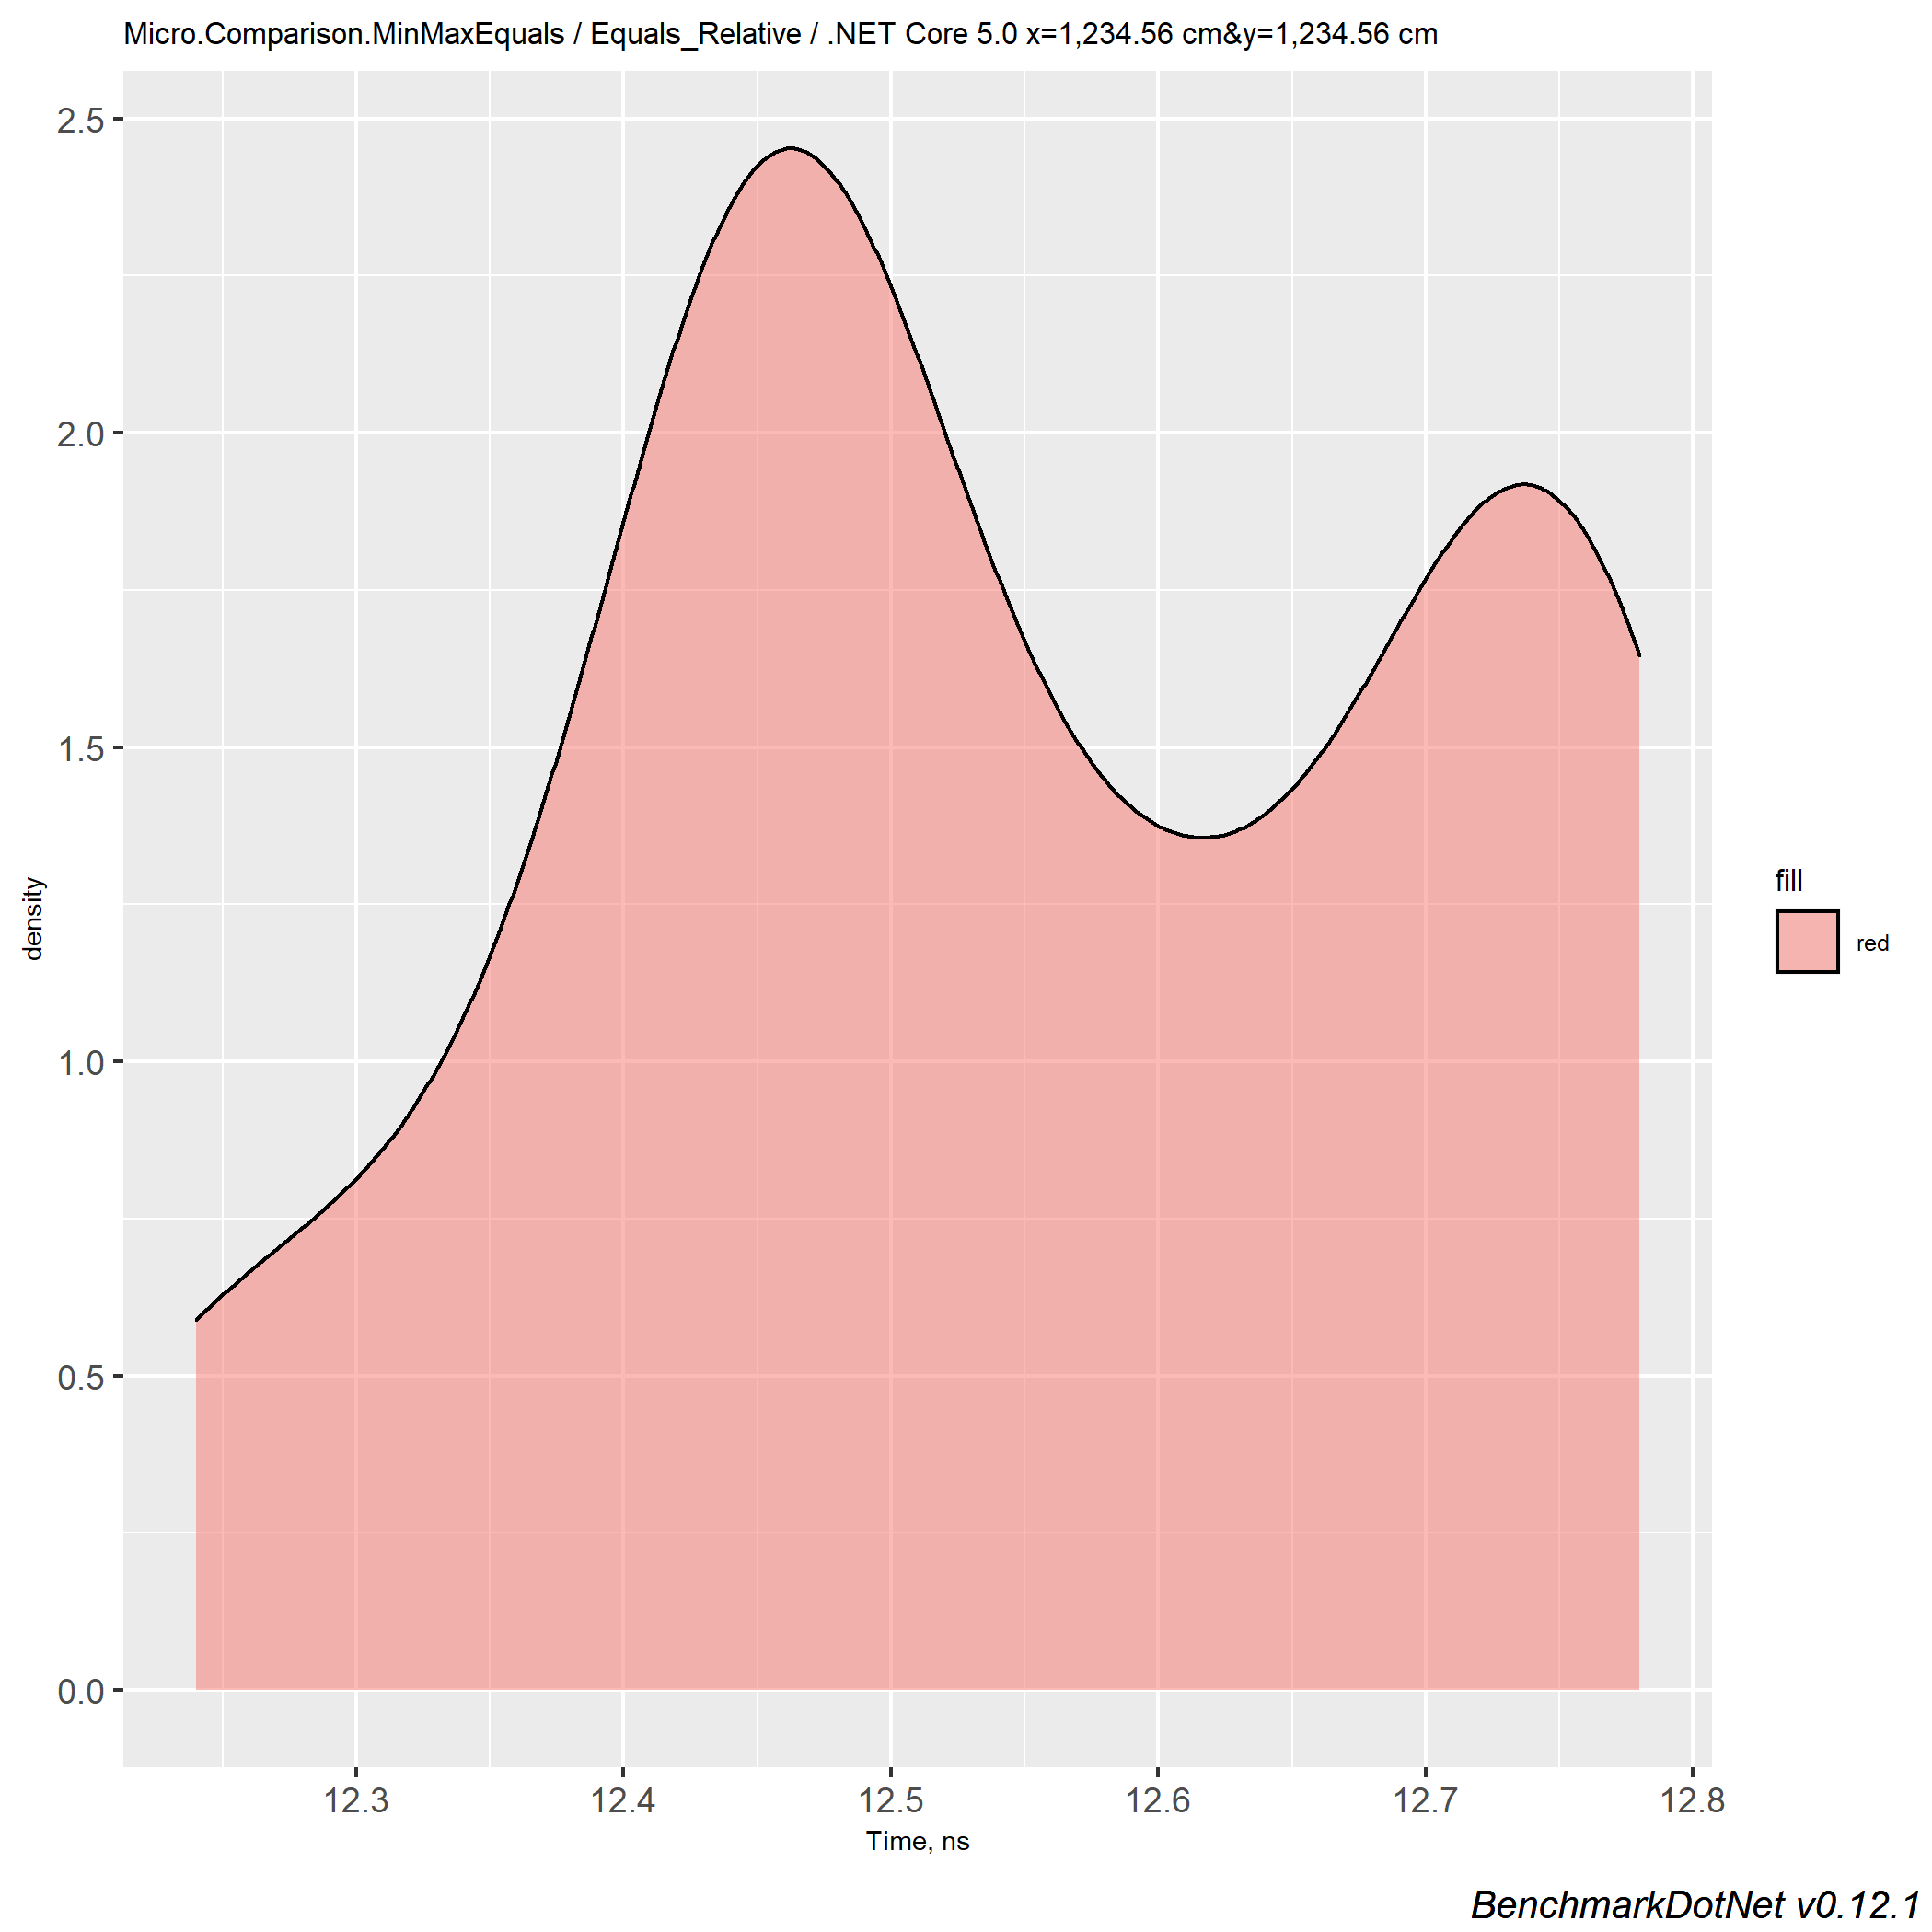 Micro.Comparison.MinMaxEquals / Equals_Relative / .NET Core 5.0 x=1,234.56 cm&y=1,234.56 cm
2.5
2.0
1.5
1.0
0.5
0.0
density
12.3
12.4
12.5
12.6
12.7
12.8
Time, ns
fill
red
BenchmarkDotNet v0.12.1